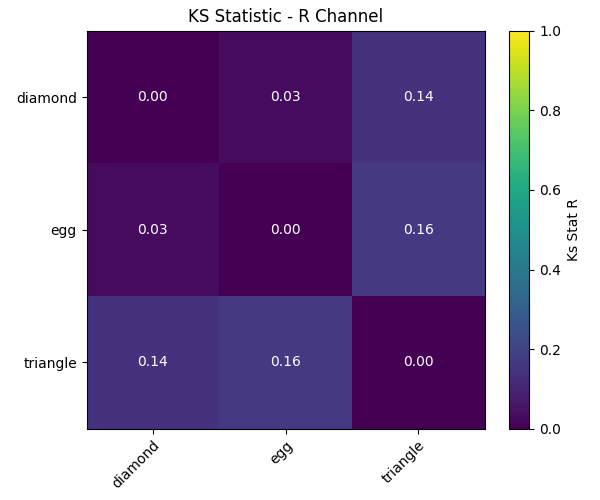 KS Statistic - R Channel
diamond 0.00 0.03 0.14
egg 0.03 0.00 0.16
triangle 0.14 0.16 0.00
diamond egg triangle
1.0
0.8
0.6
0.4
0.2
0.0
Ks Stat R